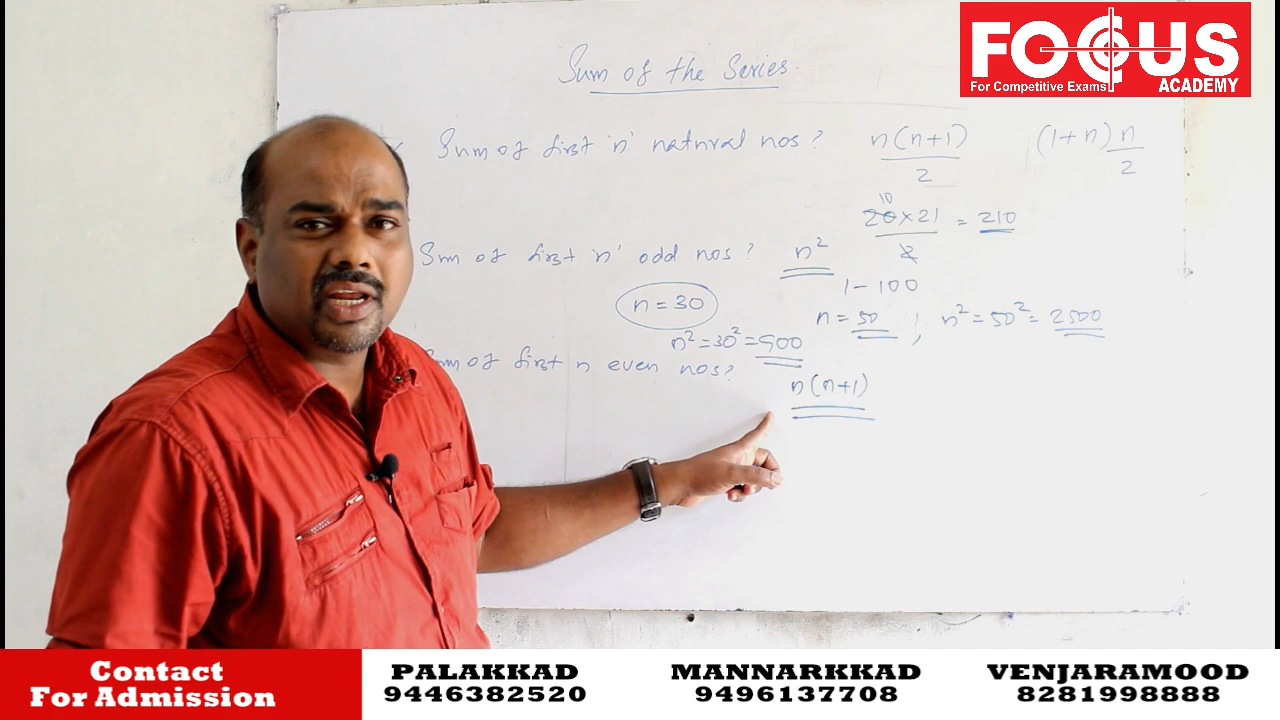 FOCUS
For Competitive Exams
ACADEMY
Sum of the Series.
Sum of first 'n' natural nos? n(n+1)/2 (1+n) n/2
10
20 × 21 / 2 = 210
Sum of first 'n' odd nos? n²
1 - 100
n = 30
n = 50 ; n² = 50² = 2500
n² = 30² = 900
Sum of first n even nos?
n(n+1)
Contact
For Admission
PALAKKAD
9446382520
MANNARKKAD
9496137708
VENJARAMOOD
8281998888